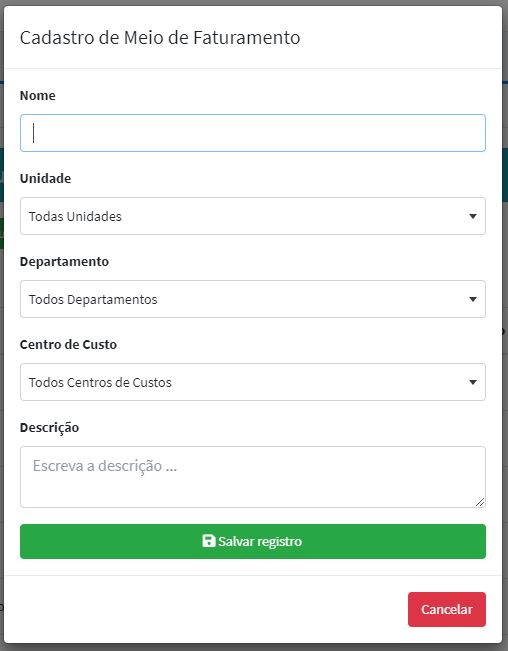 Cadastro de Meio de Faturamento
Nome
Unidade
Todas Unidades
Departamento
Todos Departamentos
Centro de Custo
Todos Centros de Custos
Descrição
Escreva a descrição ...
Salvar registro
Cancelar